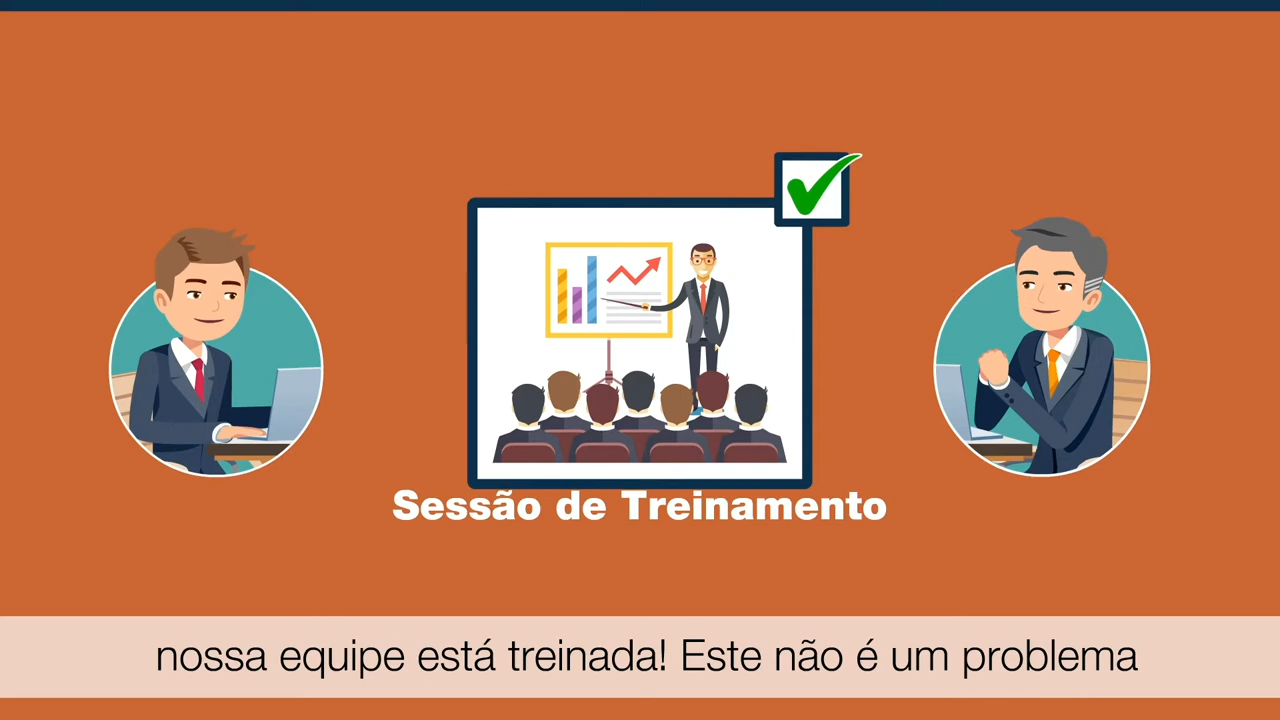 Sessão de Treinamento
nossa equipe está treinada! Este não é um problema